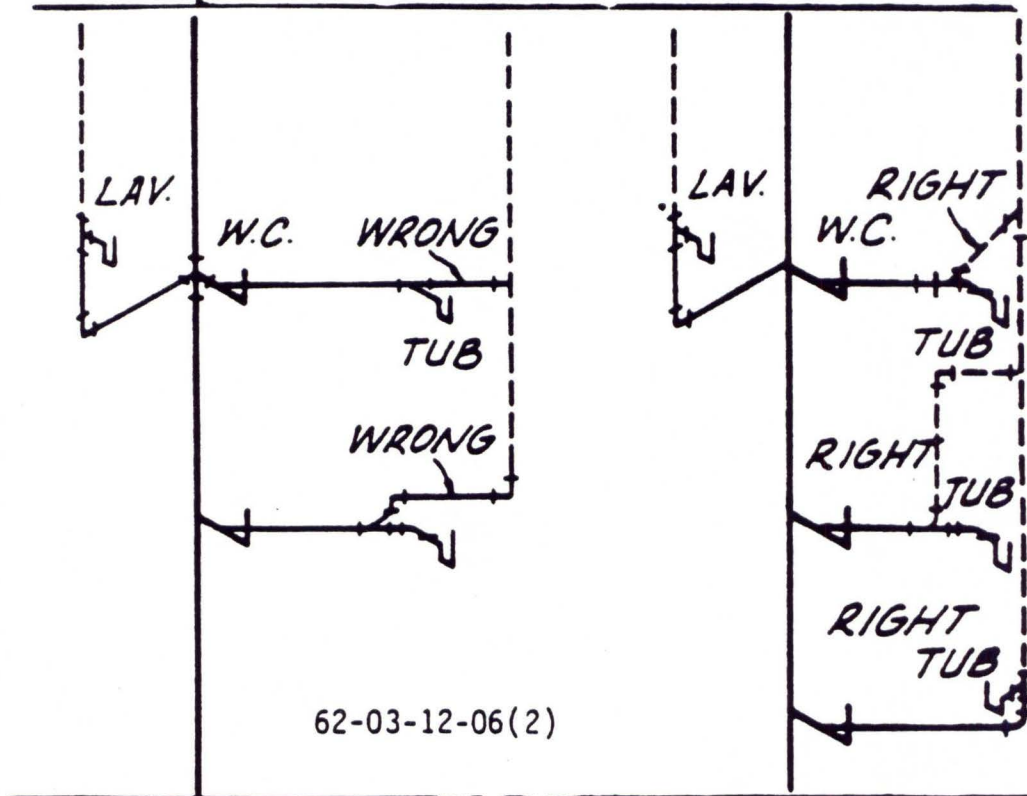 LAV.
W.C.
WRONG
TUB
WRONG
LAV.
W.C.
RIGHT
TUB
RIGHT
TUB
RIGHT
TUB
62-03-12-06(2)